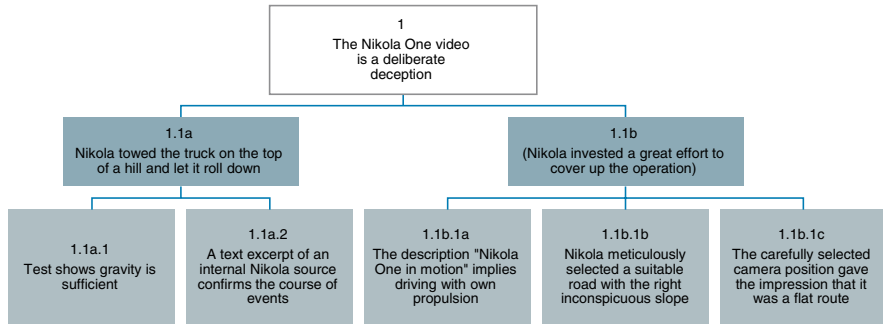 1
The Nikola One video
is a deliberate
deception
1.1a
Nikola towed the truck on the top
of a hill and let it roll down
1.1b
(Nikola invested a great effort to
cover up the operation)
1.1a.1
Test shows gravity is
sufficient
1.1a.2
A text excerpt of an
internal Nikola source
confirms the course of
events
1.1b.1a
The description "Nikola
One in motion" implies
driving with own
propulsion
1.1b.1b
Nikola meticulously
selected a suitable
road with the right
inconspicuous slope
1.1b.1c
The carefully selected
camera position gave
the impression that it
was a flat route